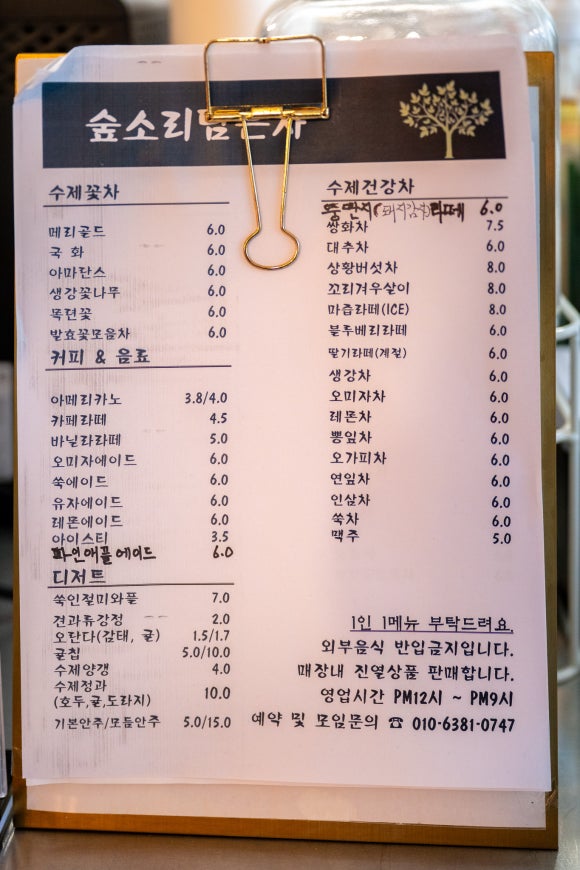 숲소리담은차
수제꽃차
메리골드 6.0
국 화 6.0
아마란스 6.0
생강꽃나무 6.0
목련꽃 6.0
발효꽃모음차 6.0
커피 & 음료
아메리카노 3.8/4.0
카페라떼 4.5
바닐라라떼 5.0
오미자에이드 6.0
쑥에이드 6.0
유자에이드 6.0
레몬에이드 6.0
아이스티 3.5
파인애플에이드 6.0
디저트
쑥인절미와플 7.0
견과류강정 2.0
오란다(감태, 귤) 1.5/1.7
귤칩 5.0/10.0
수제양갱 4.0
수제정과
(호두,귤,도라지) 10.0
기본안주/모듬안주 5.0/15.0
수제건강차
뚱딴지(돼지감자)라떼 6.0
쌍화차 7.5
대추차 6.0
상황버섯차 8.0
꼬리겨우살이 8.0
마즙라떼(ICE) 8.0
블루베리라떼 6.0
딸기라떼(계절) 6.0
생강차 6.0
오미자차 6.0
레몬차 6.0
뽕잎차 6.0
오가피차 6.0
연잎차 6.0
인삼차 6.0
쑥차 6.0
맥주 5.0
1인 1메뉴 부탁드려요.
외부음식 반입금지입니다.
매장내 진열상품 판매합니다.
영업시간 PM12시 ~ PM9시
예약 및 모임문의 ☎ 010-6381-0747